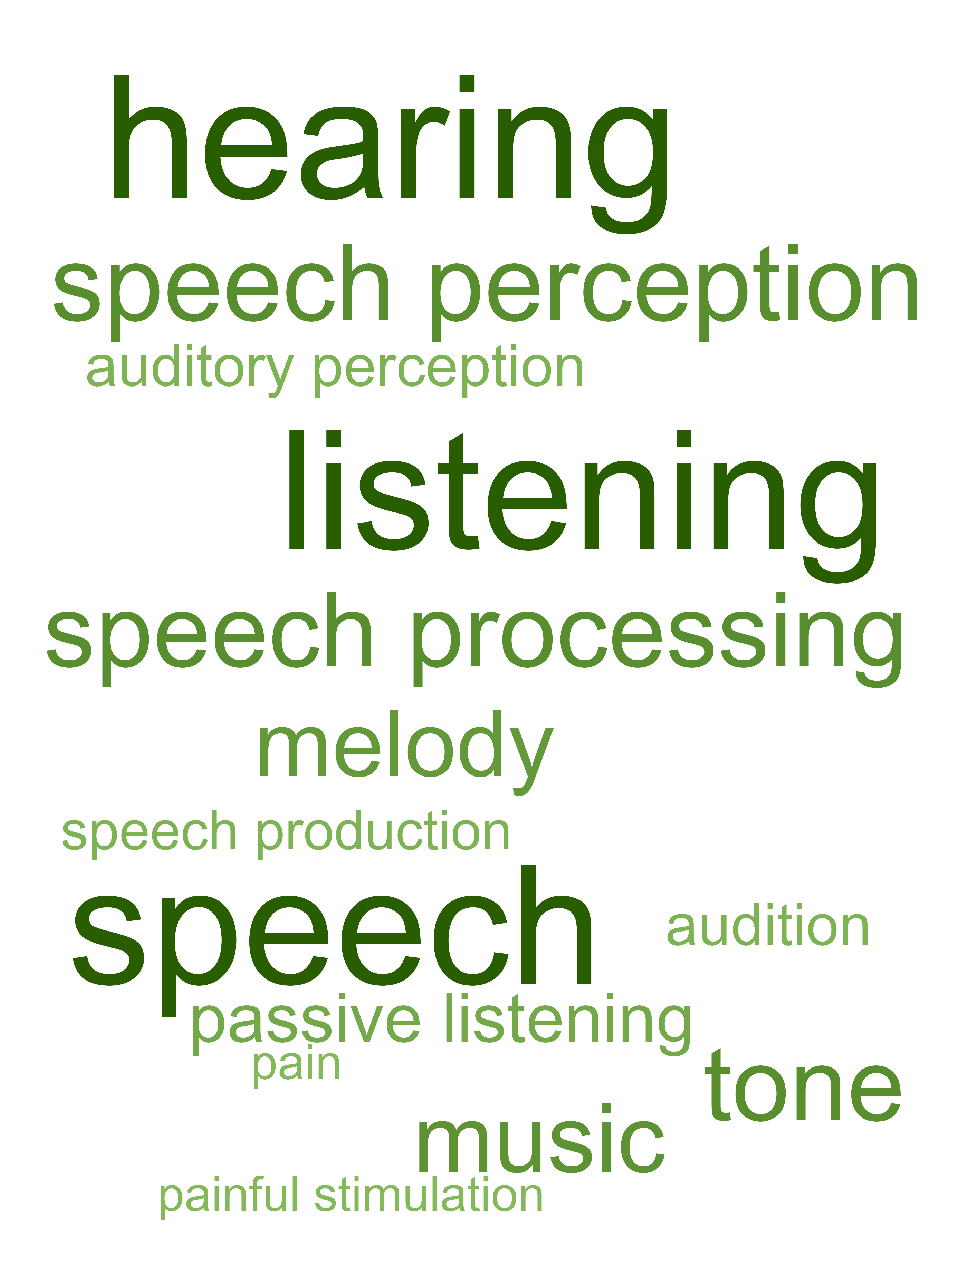 hearing
speech perception
auditory perception
listening
speech processing
melody
speech production
speech
audition
passive listening
pain
tone
music
painful stimulation